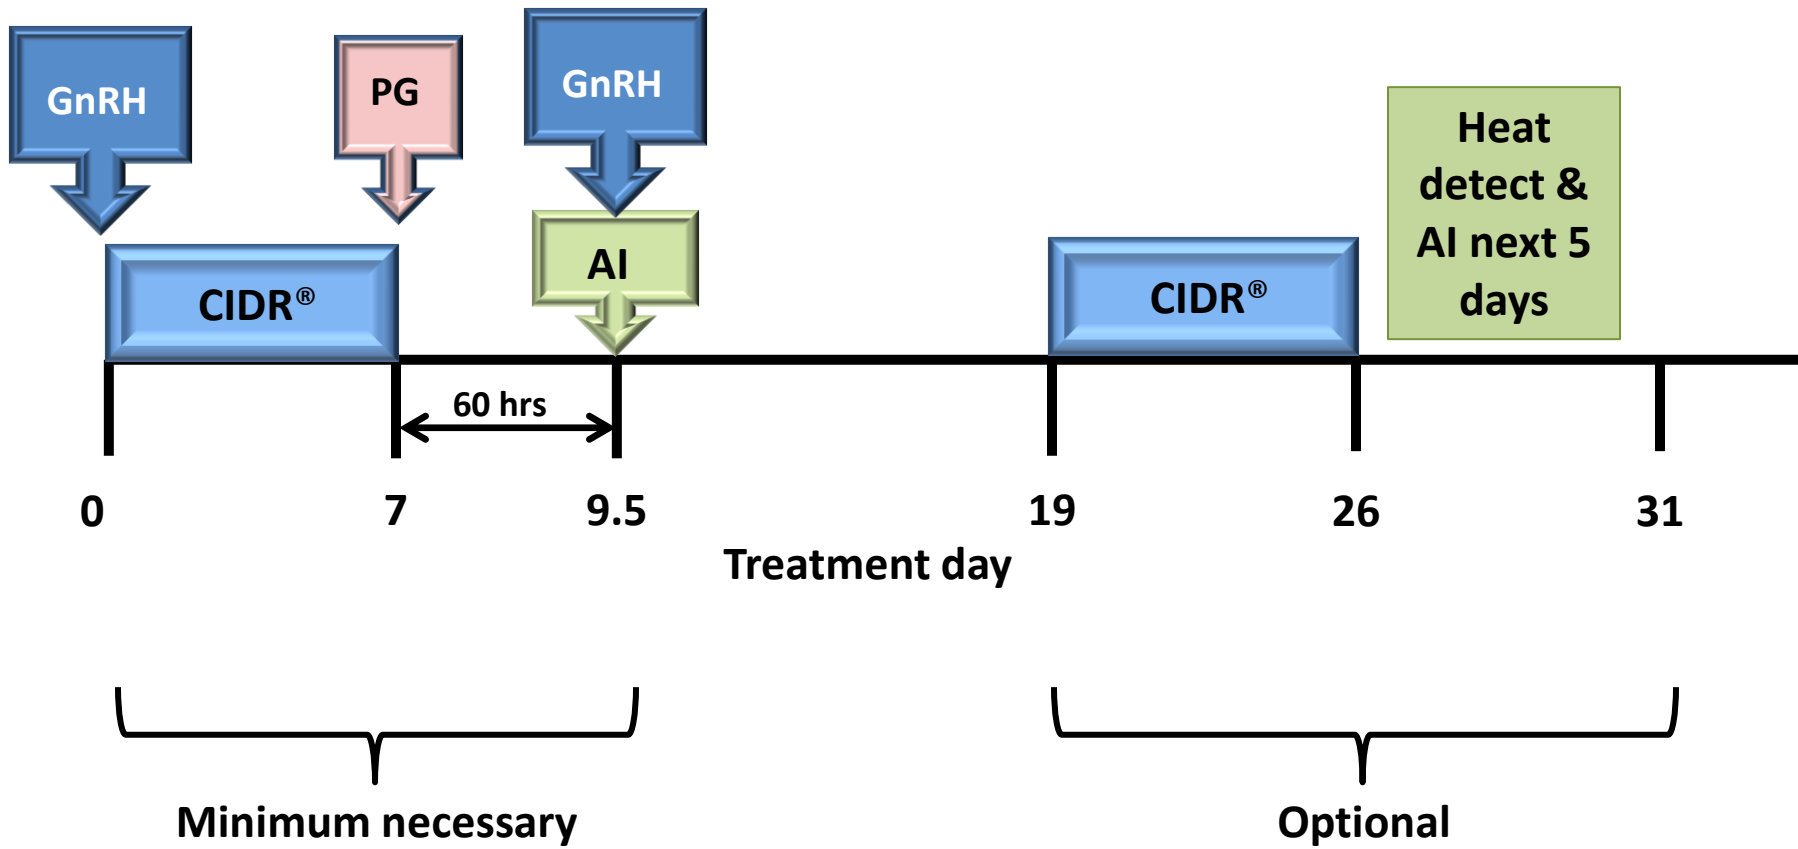 GnRH
PG
GnRH
AI
CIDR®
CIDR®
Heat
detect &
AI next 5
days
60 hrs
0
7
9.5
19
26
31
Treatment day
Minimum necessary
Optional